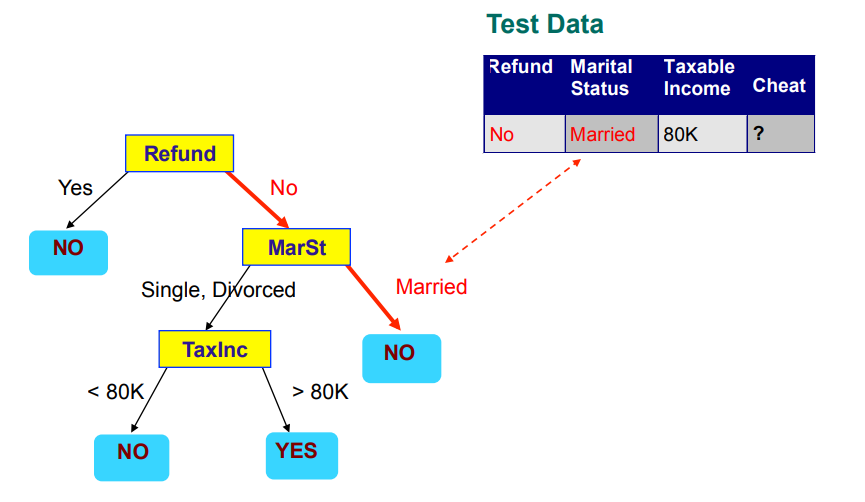 Test Data
Refund Marital Status Taxable Income Cheat
No Married 80K ?
Refund
Yes
No
NO
MarSt
Single, Divorced
Married
TaxInc
NO
< 80K
> 80K
NO
YES